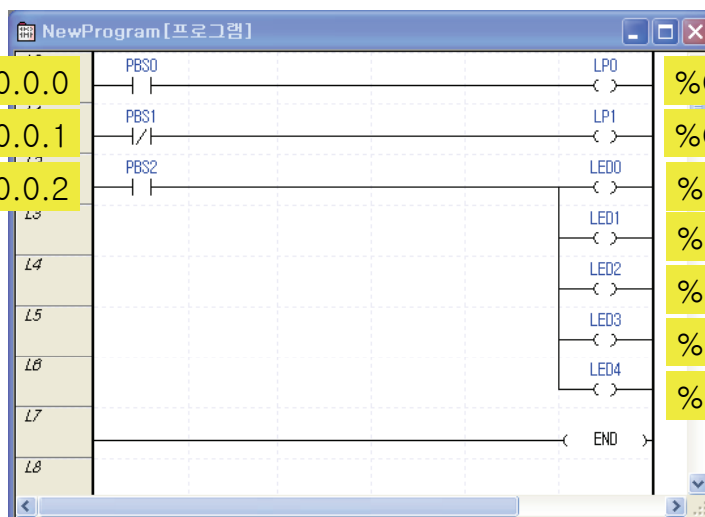 NewProgram[프로그램]
PBS0 LP0
0.0.0 %
PBS1 LP1
0.0.1 %
PBS2 LED0
0.0.2 %
L3 LED1 %
L4 LED2 %
L5 LED3 %
L6 LED4 %
L7 END
L8